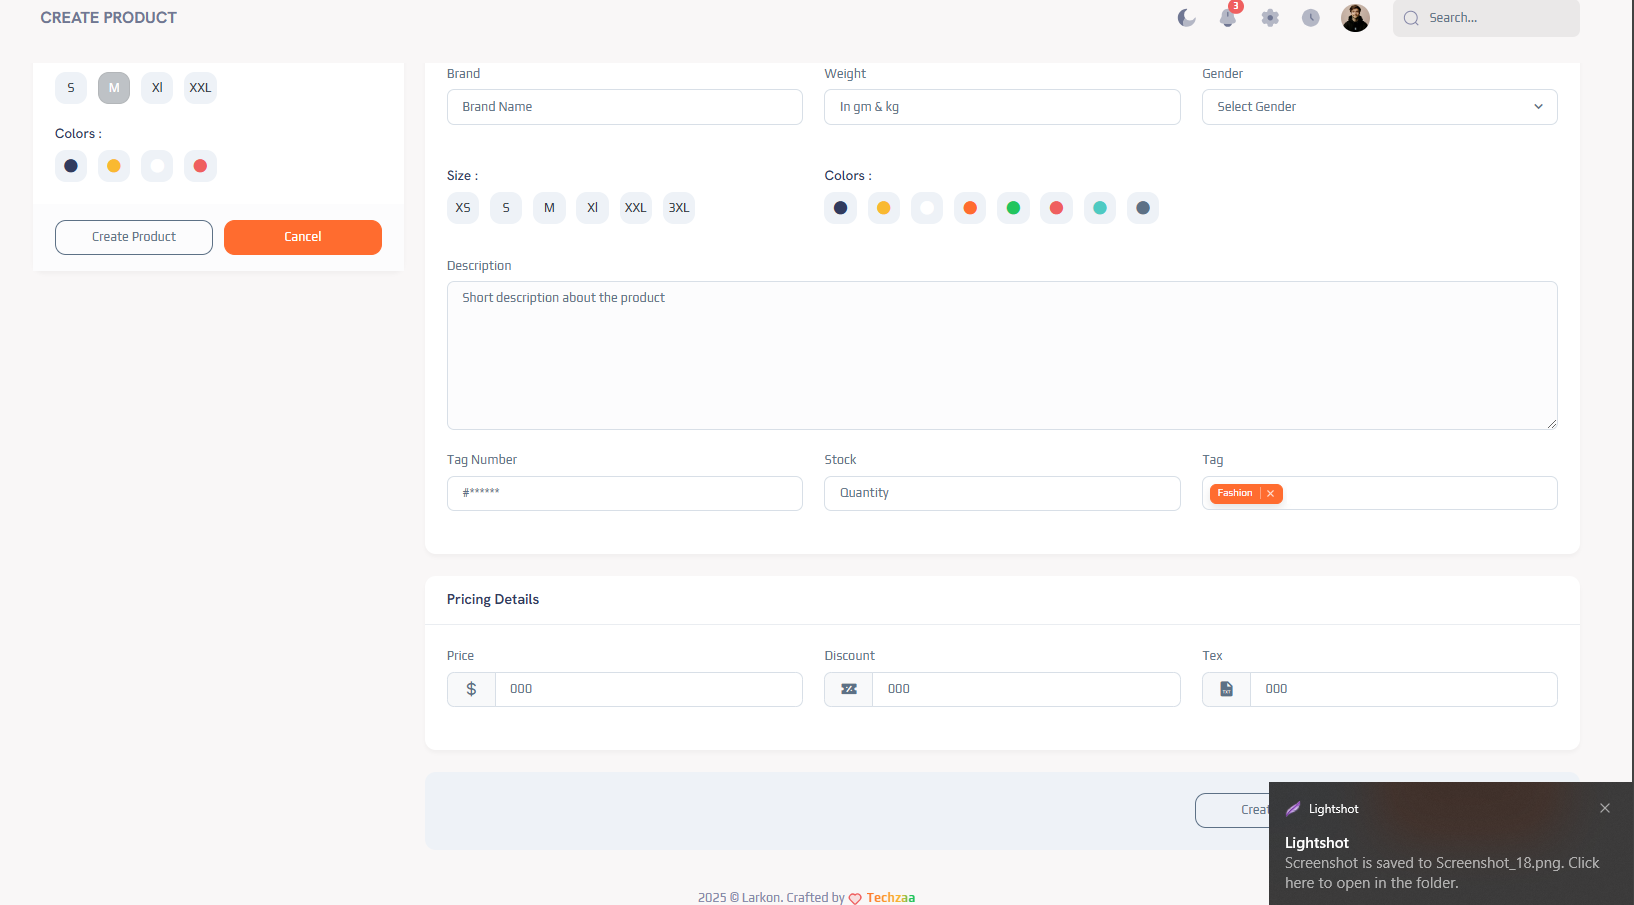 CREATE PRODUCT
3
Search...
S M Xl XXL
Colors :
Create Product Cancel
Brand Weight Gender
Brand Name In gm & kg Select Gender
Size : Colors :
XS S M Xl XXL 3XL
Description
Short description about the product
Tag Number Stock Tag
#****** Quantity Fashion
Pricing Details
Price Discount Tex
$ 000 000 TXT 000
Creat
2025 © Larkon. Crafted by Techzaa
Lightshot
Lightshot
Screenshot is saved to Screenshot_18.png. Click
here to open in the folder.